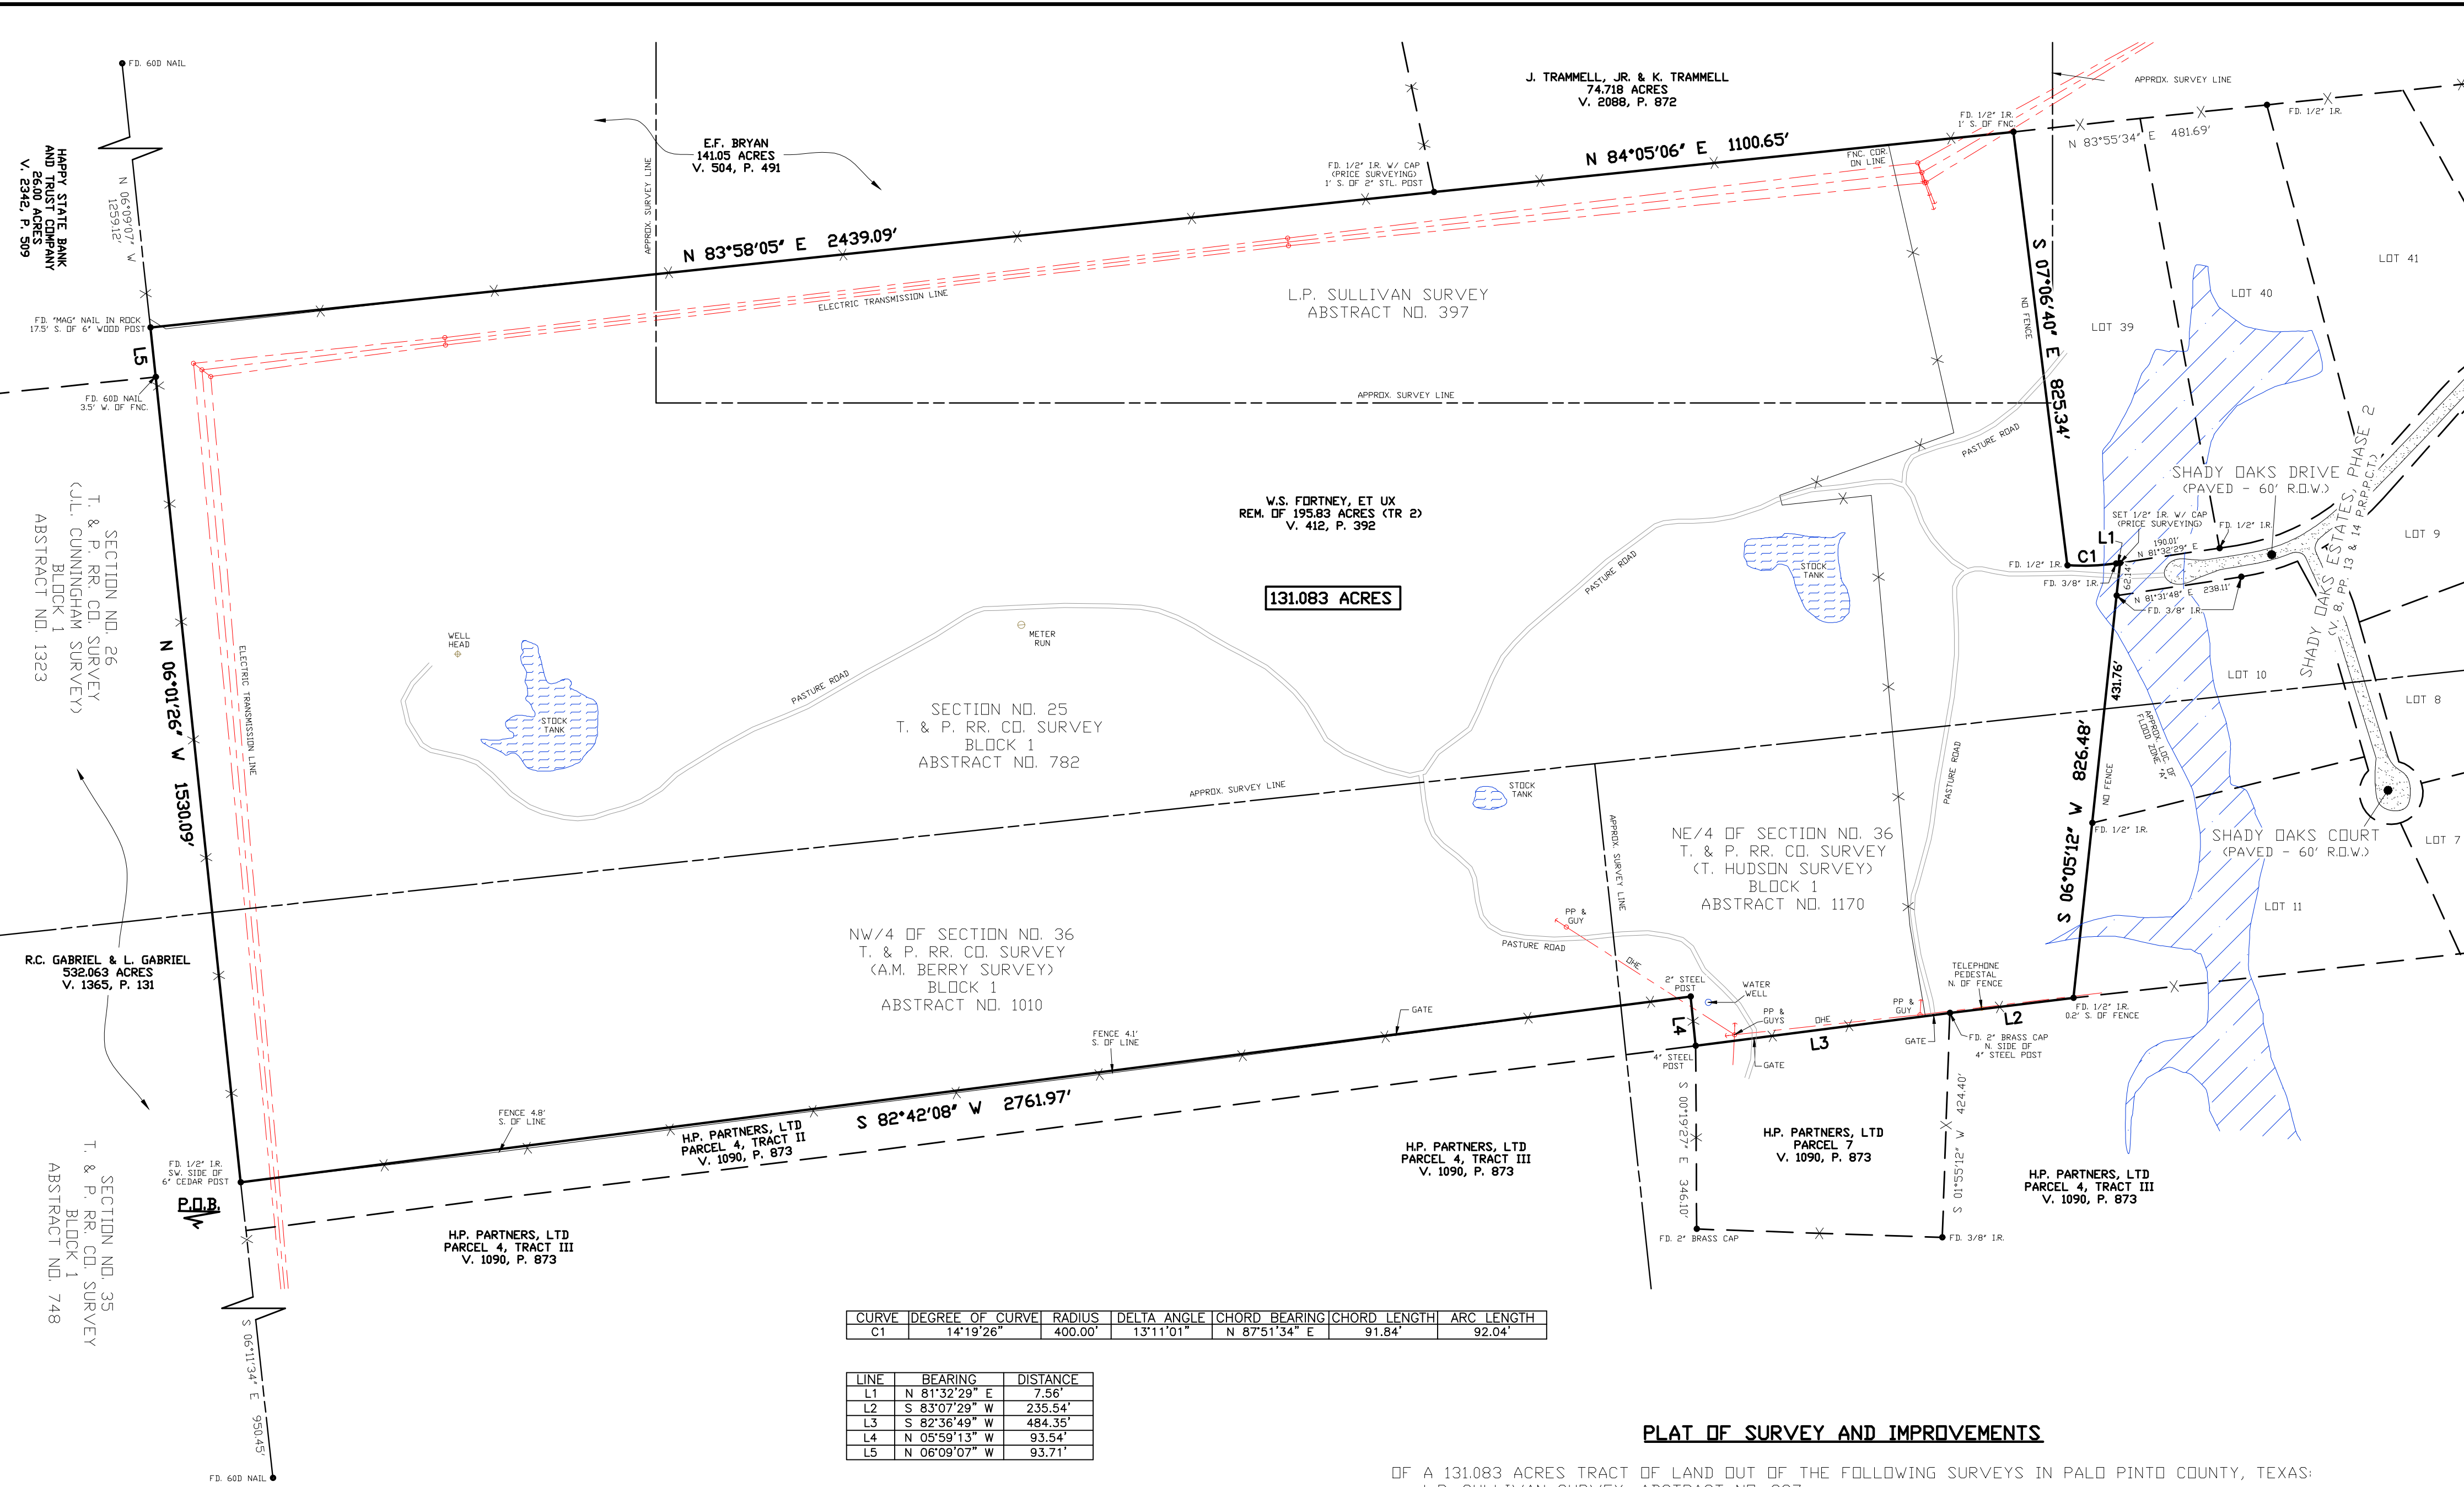 FD. 60D NAIL
HAPPY STATE BANK
AND TRUST COMPANY
26.00 ACRES
V. 2342, P. 509
N 06°09'07" W
1259.12'
E.F. BRYAN
141.05 ACRES
V. 504, P. 491
APPROX. SURVEY LINE
J. TRAMMELL, JR. & K. TRAMMELL
74.718 ACRES
V. 2088, P. 872
APPROX. SURVEY LINE
FD. 1/2" I.R.
1' S. OF FNC.
FD. 1/2" I.R.
N 83°55'34" E 481.69'
N 84°05'06" E 1100.65'
FNC. COR.
ON LINE
FD. 1/2" I.R. W/ CAP
(PRICE SURVEYING)
1' S. OF 2" STL. POST
N 83°58'05" E 2439.09'
ELECTRIC TRANSMISSION LINE
L.P. SULLIVAN SURVEY
ABSTRACT NO. 397
APPROX. SURVEY LINE
FD. "MAG" NAIL IN ROCK
17.5' S. OF 6" WOOD POST
L5
FD. 60D NAIL
3.5' W. OF FNC.
S 07°06'40" E 825.34'
NO FENCE
LOT 39
LOT 40
LOT 41
PASTURE ROAD
SHADY OAKS DRIVE
(PAVED - 60' R.O.W.)
SHADY OAKS ESTATES, PHASE 2
(V. 8, PP. 13 & 14 P.R.P.P.C.T.)
SET 1/2" I.R. W/ CAP
(PRICE SURVEYING)
FD. 1/2" I.R.
L1
190.01'
N 81°32'29" E
C1
FD. 1/2" I.R.
FD. 3/8" I.R.
62.14'
N 81°31'48" E 238.11'
FD. 3/8" I.R.
LOT 9
W.S. FORTNEY, ET UX
REM. OF 195.83 ACRES (TR 2)
V. 412, P. 392
131.083 ACRES
STOCK
TANK
PASTURE ROAD
SECTION NO. 26
T. & P. RR. CO. SURVEY
(J.L. CUNNINGHAM SURVEY)
BLOCK 1
ABSTRACT NO. 1323
N 06°01'26" W 1530.09'
ELECTRIC TRANSMISSION LINE
WELL
HEAD
METER
RUN
PASTURE ROAD
STOCK
TANK
SECTION NO. 25
T. & P. RR. CO. SURVEY
BLOCK 1
ABSTRACT NO. 782
431.76'
LOT 10
LOT 8
APPROX. LOC. OF
FLOOD ZONE "A"
S 06°05'12" W 826.48'
NO FENCE
PASTURE ROAD
APPROX. SURVEY LINE
STOCK
TANK
APPROX. SURVEY LINE
NE/4 OF SECTION NO. 36
T. & P. RR. CO. SURVEY
(T. HUDSON SURVEY)
BLOCK 1
ABSTRACT NO. 1170
FD. 1/2" I.R.
SHADY OAKS COURT
(PAVED - 60' R.O.W.)
LOT 7
LOT 11
NW/4 OF SECTION NO. 36
T. & P. RR. CO. SURVEY
(A.M. BERRY SURVEY)
BLOCK 1
ABSTRACT NO. 1010
PP &
GUY
PASTURE ROAD
OHE
R.C. GABRIEL & L. GABRIEL
532.063 ACRES
V. 1365, P. 131
2" STEEL
POST
WATER
WELL
TELEPHONE
PEDESTAL
N. OF FENCE
GATE
L4
PP &
GUYS
OHE
PP &
GUY
L2
FD. 1/2" I.R.
0.2' S. OF FENCE
FENCE 4.1'
S. OF LINE
4" STEEL
POST
GATE
L3
GATE
FD. 2" BRASS CAP
N. SIDE OF
4" STEEL POST
FENCE 4.8'
S. OF LINE
S 82°42'08" W 2761.97'
H.P. PARTNERS, LTD
PARCEL 4, TRACT II
V. 1090, P. 873
S 00°19'27" E 346.10'
S 01°55'12" W 424.40'
H.P. PARTNERS, LTD
PARCEL 4, TRACT III
V. 1090, P. 873
H.P. PARTNERS, LTD
PARCEL 7
V. 1090, P. 873
H.P. PARTNERS, LTD
PARCEL 4, TRACT III
V. 1090, P. 873
FD. 1/2" I.R.
SW. SIDE OF
6" CEDAR POST
P.O.B.
SECTION NO. 35
T. & P. RR. CO. SURVEY
BLOCK 1
ABSTRACT NO. 748
H.P. PARTNERS, LTD
PARCEL 4, TRACT III
V. 1090, P. 873
FD. 2" BRASS CAP
FD. 3/8" I.R.
S 06°11'34" E 950.45'
FD. 60D NAIL
CURVE DEGREE OF CURVE RADIUS DELTA ANGLE CHORD BEARING CHORD LENGTH ARC LENGTH
C1 14°19'26" 400.00' 13°11'01" N 87°51'34" E 91.84' 92.04'
LINE BEARING DISTANCE
L1 N 81°32'29" E 7.56'
L2 S 83°07'29" W 235.54'
L3 S 82°36'49" W 484.35'
L4 N 05°59'13" W 93.54'
L5 N 06°09'07" W 93.71'
PLAT OF SURVEY AND IMPROVEMENTS
OF A 131.083 ACRES TRACT OF LAND OUT OF THE FOLLOWING SURVEYS IN PALO PINTO COUNTY, TEXAS: